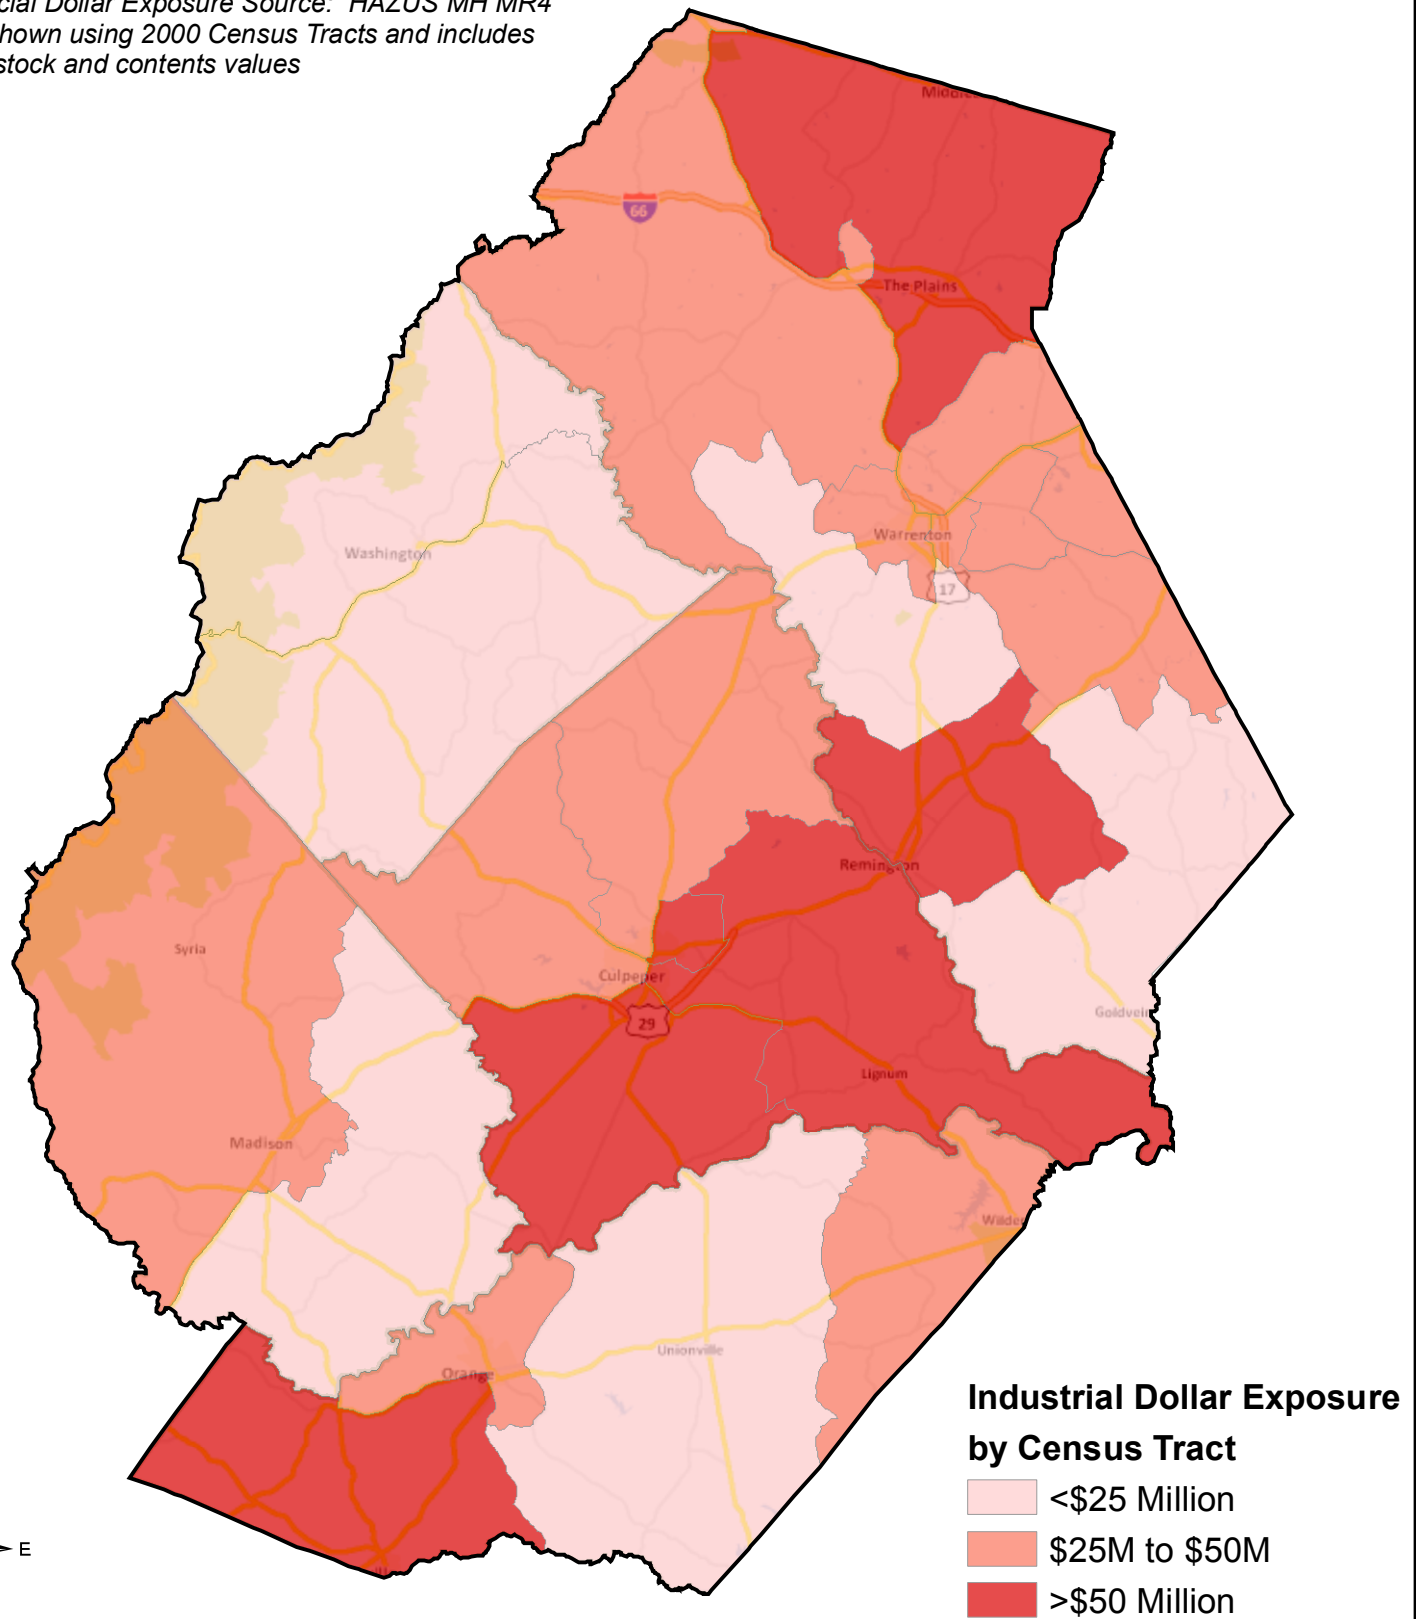 cial Dollar Exposure Source: HAZUS MH MR4
hown using 2000 Census Tracts and includes
stock and contents values
66
The Plains
Washington
Warrenton
17
Remington
Syria
Culpeper
29
Goldvein
Lignum
Madison
Wilder
Unionville
Orange
Industrial Dollar Exposure
by Census Tract
<$25 Million
$25M to $50M
>$50 Million
E